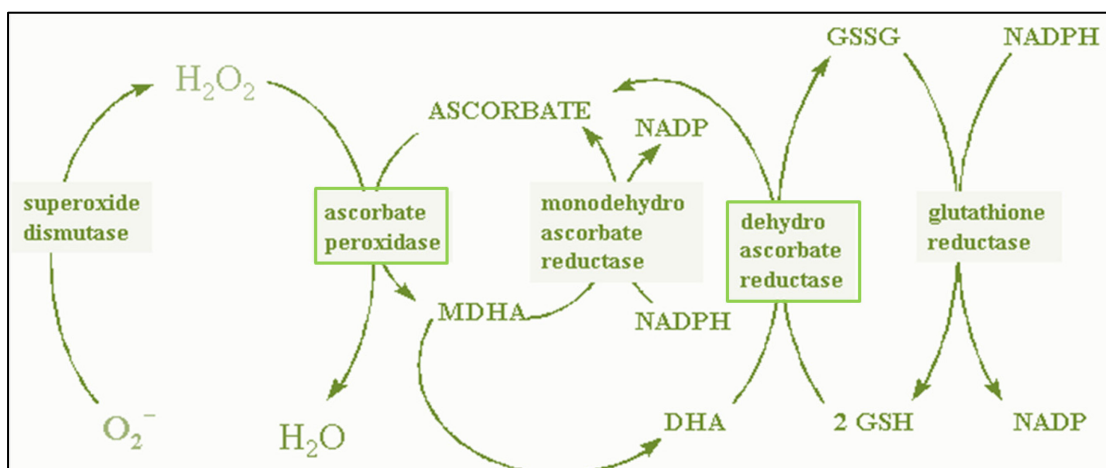 GSSG
NADPH
H₂O₂
ASCORBATE
NADP
superoxide
dismutase
ascorbate
peroxidase
monodehydro
ascorbate
reductase
dehydro
ascorbate
reductase
glutathione
reductase
MDHA
NADPH
O₂⁻
H₂O
DHA
2 GSH
NADP